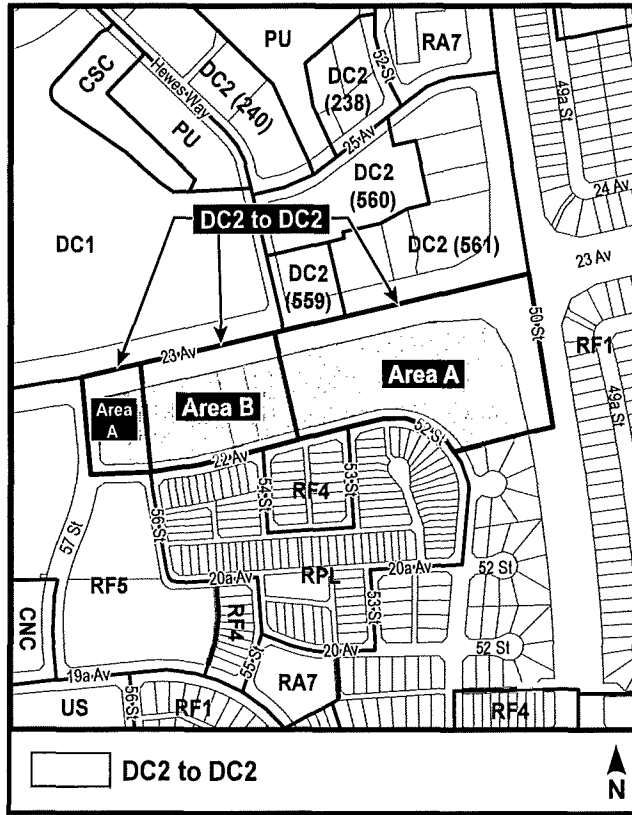 PU
RA7
CSC
Hewes Way
DC2 (240)
52 St
DC2
(238)
PU
25 Av
49a St
DC2
(560)
24 Av
DC2 to DC2
DC1
DC2 (561)
23 Av
DC2
(559)
50 St
23 Av
RF1
Area A
Area
A
Area B
49a St
52 St
22 Av
RF4
54 St
53 St
56 St
57 St
RF5
20a Av
RPL
20a Av
52 St
CNC
RF4
53 St
55 St
20 Av
52 St
19a Av
RA7
US
56 St
RF1
RF4
DC2 to DC2
N